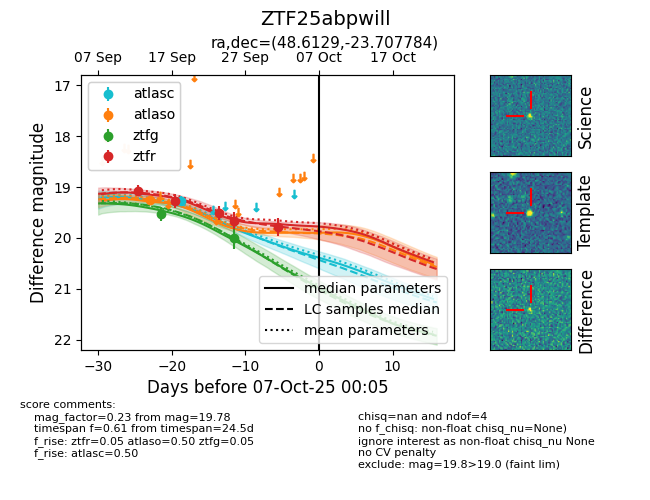 ZTF25abpwill
ra,dec=(48.6129,-23.707784)
07 Sep 17 Sep 27 Sep 07 Oct 17 Oct
17
18
19
20
21
22
Difference magnitude
atlasc
atlaso
ztfg
ztfr
median parameters
LC samples median
mean parameters
−30 −20 −10 0 10
Days before 07-Oct-25 00:05
Science
Template
Difference
score comments:
mag_factor=0.23 from mag=19.78
timespan f=0.61 from timespan=24.5d
f_rise: ztfr=0.05 atlaso=0.50 ztfg=0.05
f_rise: atlasc=0.50
chisq=nan and ndof=4
no f_chisq: non-float chisq_nu=None)
ignore interest as non-float chisq_nu None
no CV penalty
exclude: mag=19.8>19.0 (faint lim)